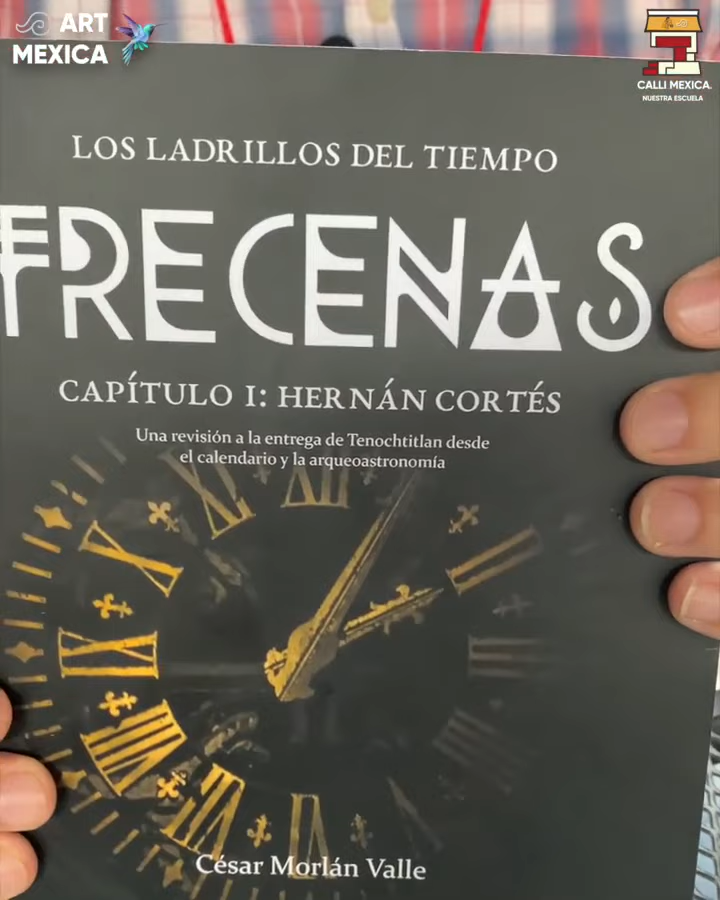 ART
MEXICA
CALLI MEXICA.
NUESTRA ESCUELA
LOS LADRILLOS DEL TIEMPO
TRECENAS
CAPÍTULO I: HERNÁN CORTÉS
Una revisión a la entrega de Tenochtitlan desde
el calendario y la arqueoastronomía
César Morlán Valle